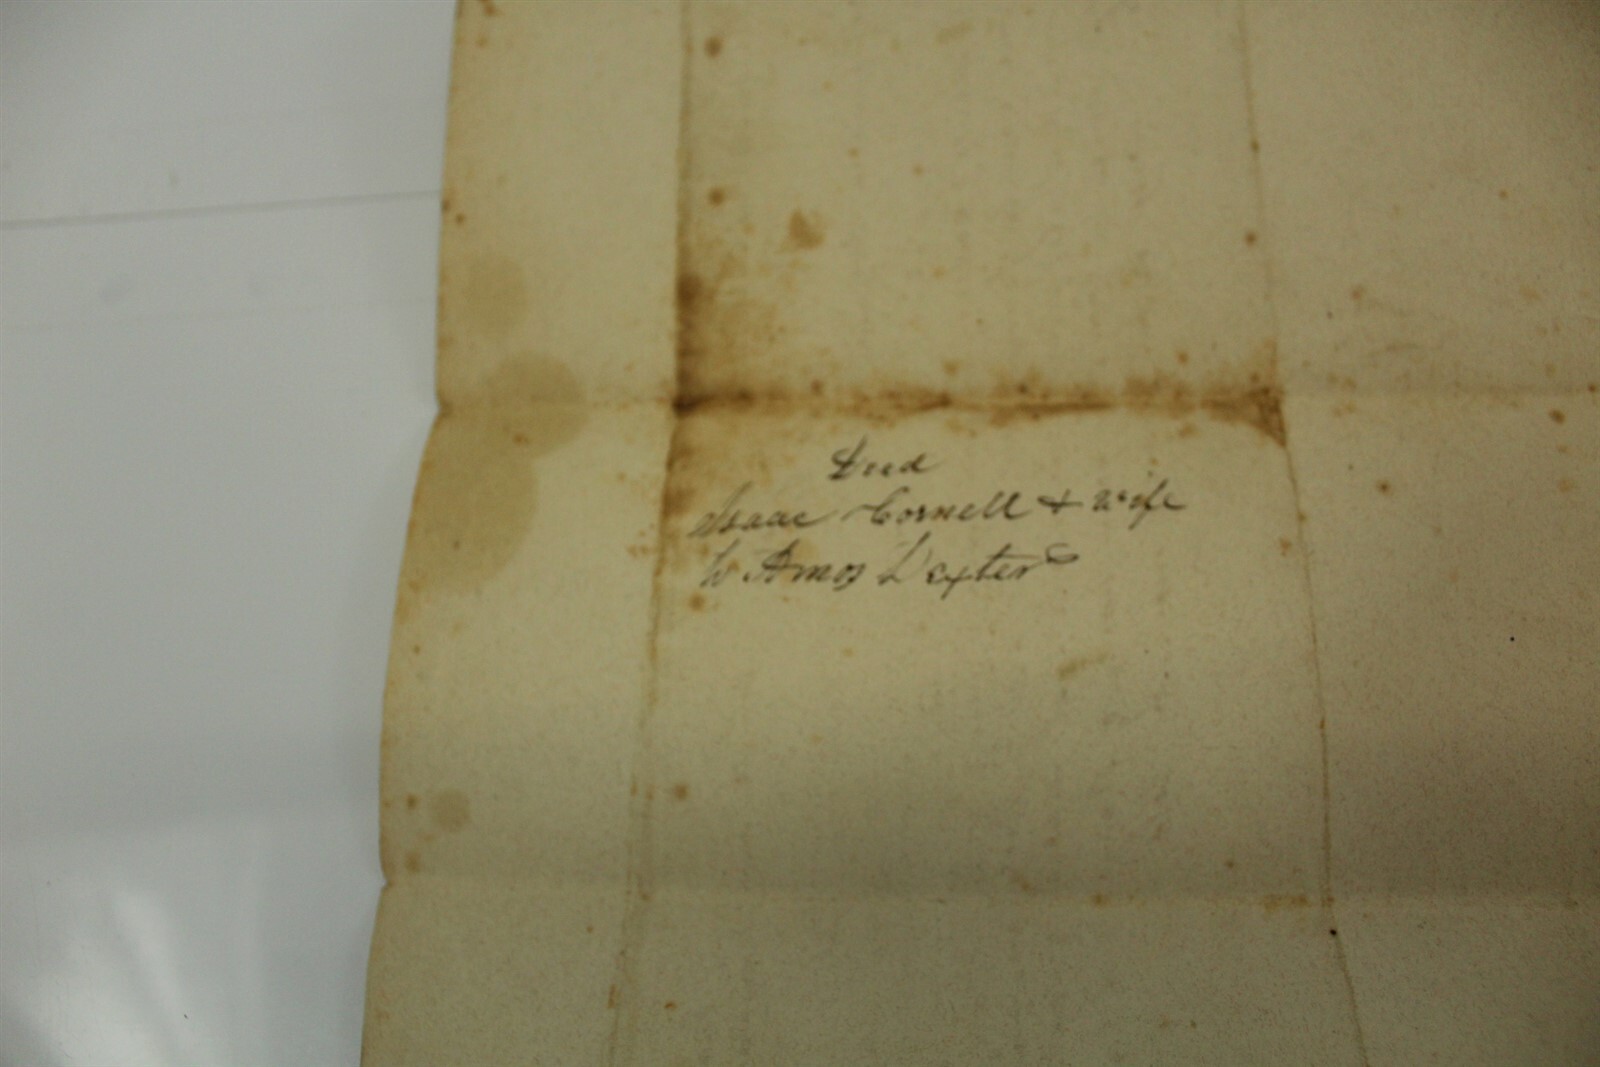 Deed
Isaac Cornell & Wife
to Amos Dexter